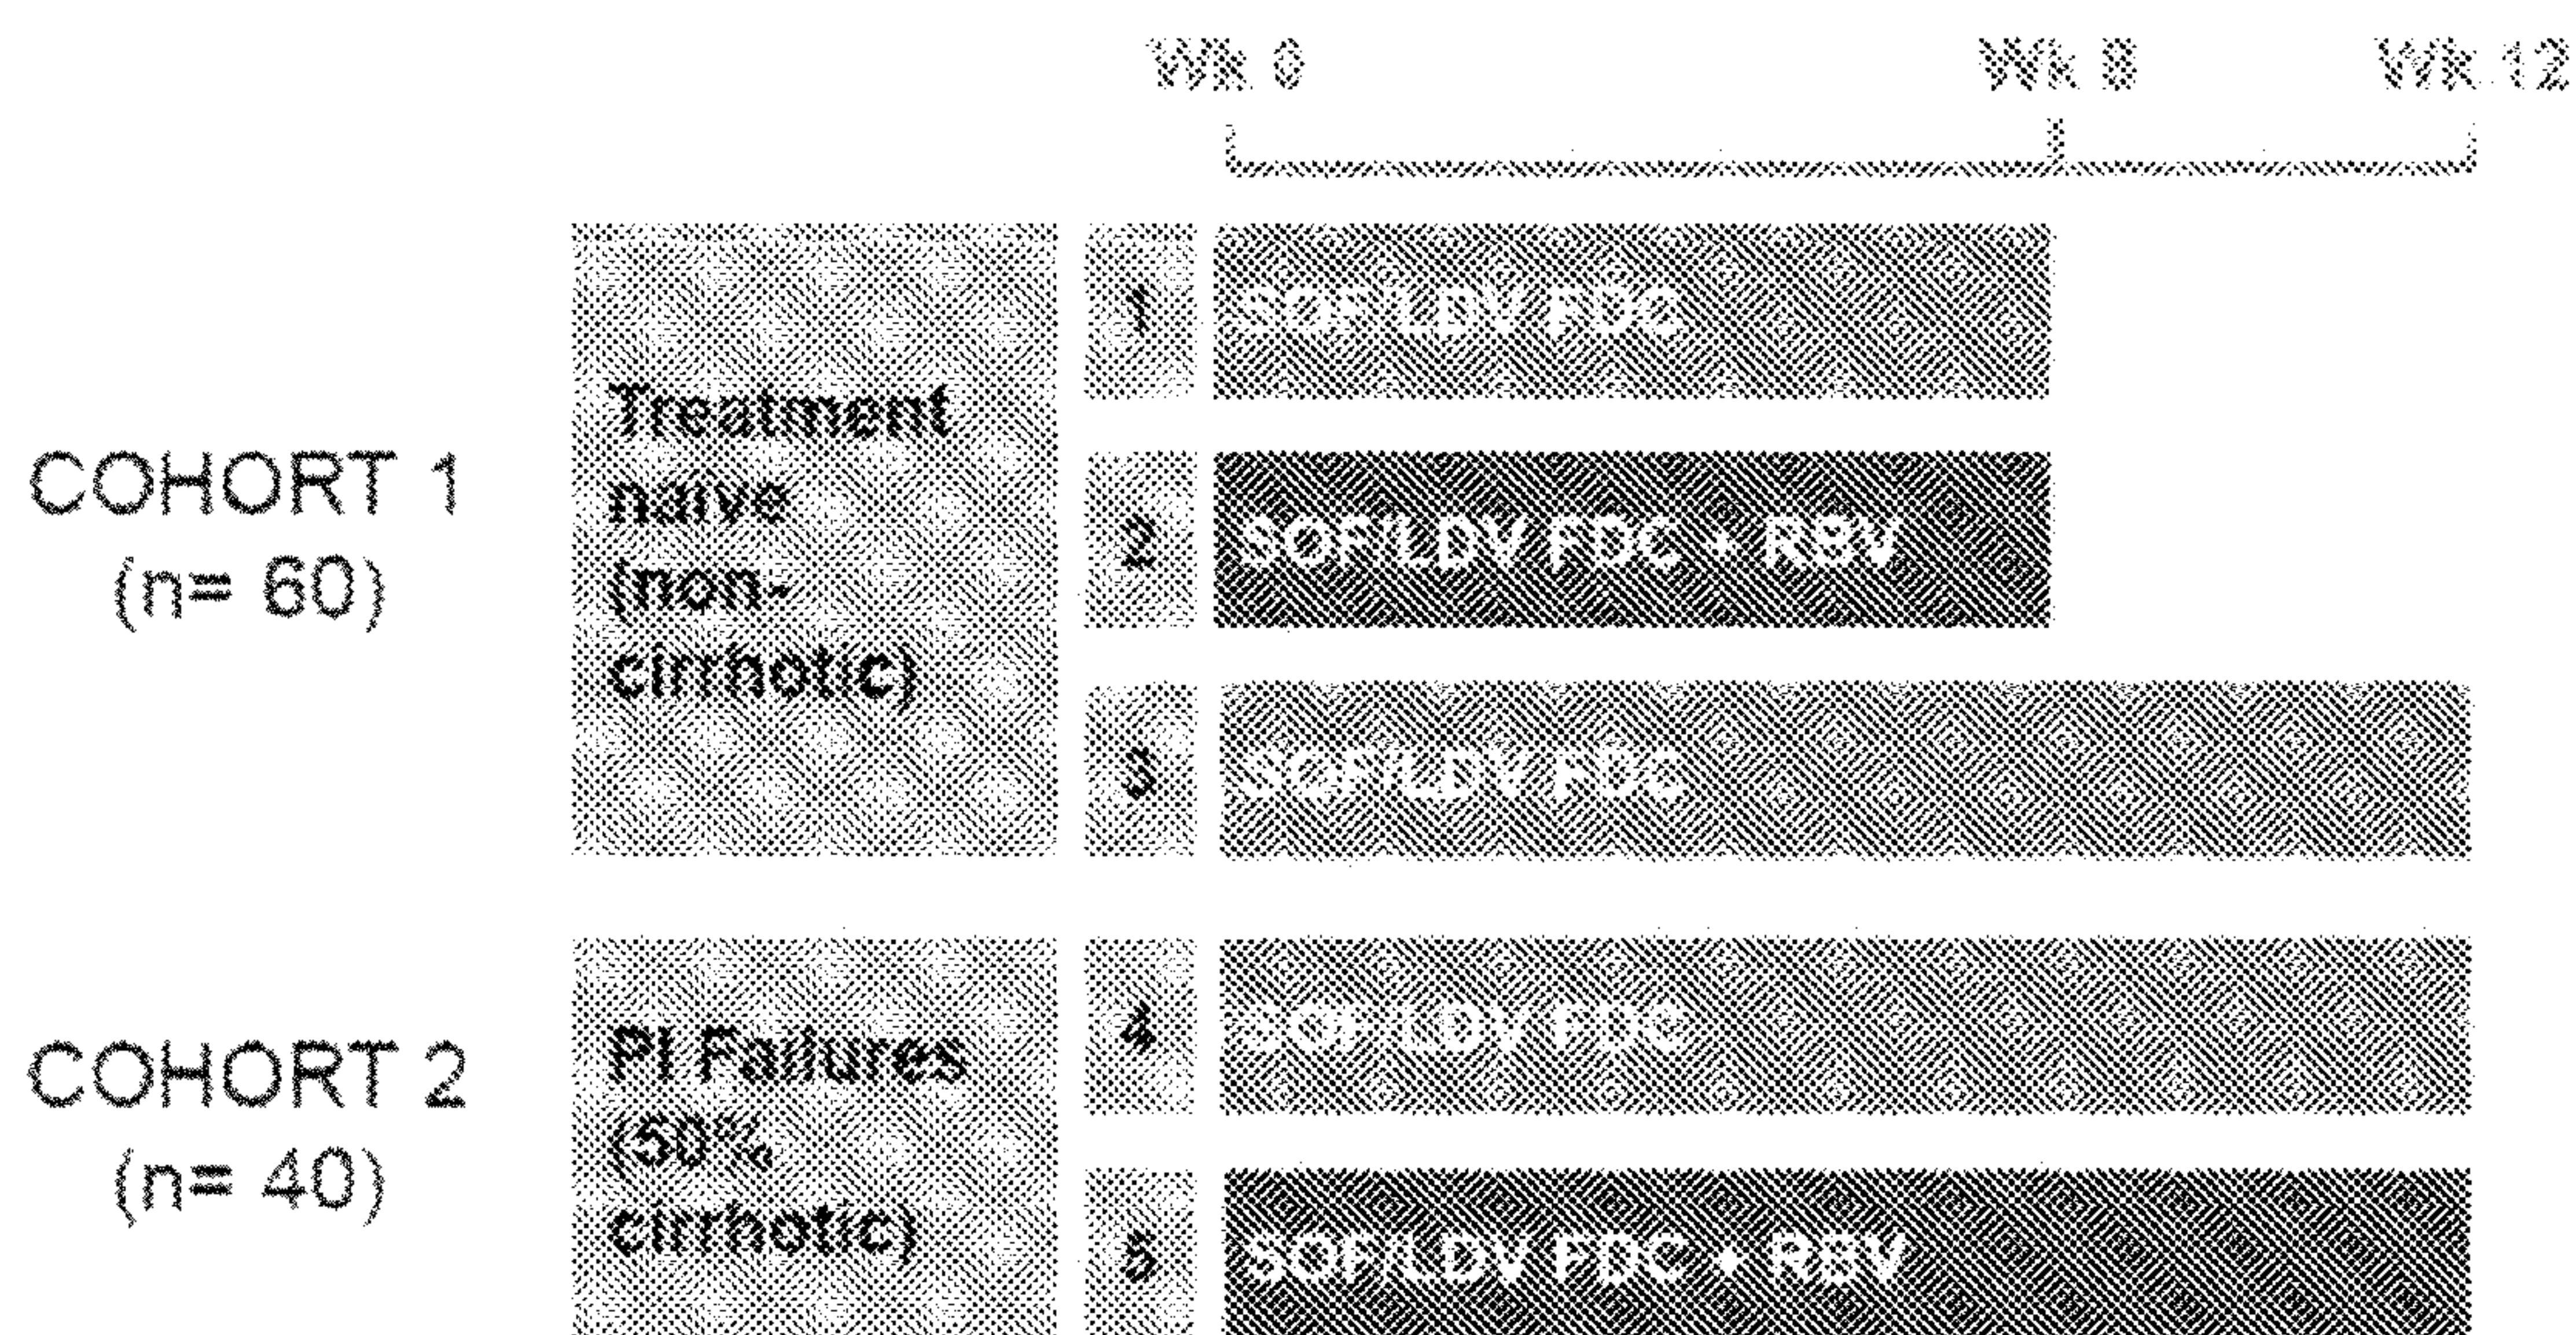 Wk 0 Wk 8 Wk 12
COHORT 1
(n= 60)
Treatment
naïve
(non-
cirrhotic)
1 SOF/LDV FDC
2 SOF/LDV FDC + RBV
3 SOF/LDV FDC
COHORT 2
(n= 40)
PI Failures
(50%
cirrhotic)
4 SOF/LDV FDC
5 SOF/LDV FDC + RBV